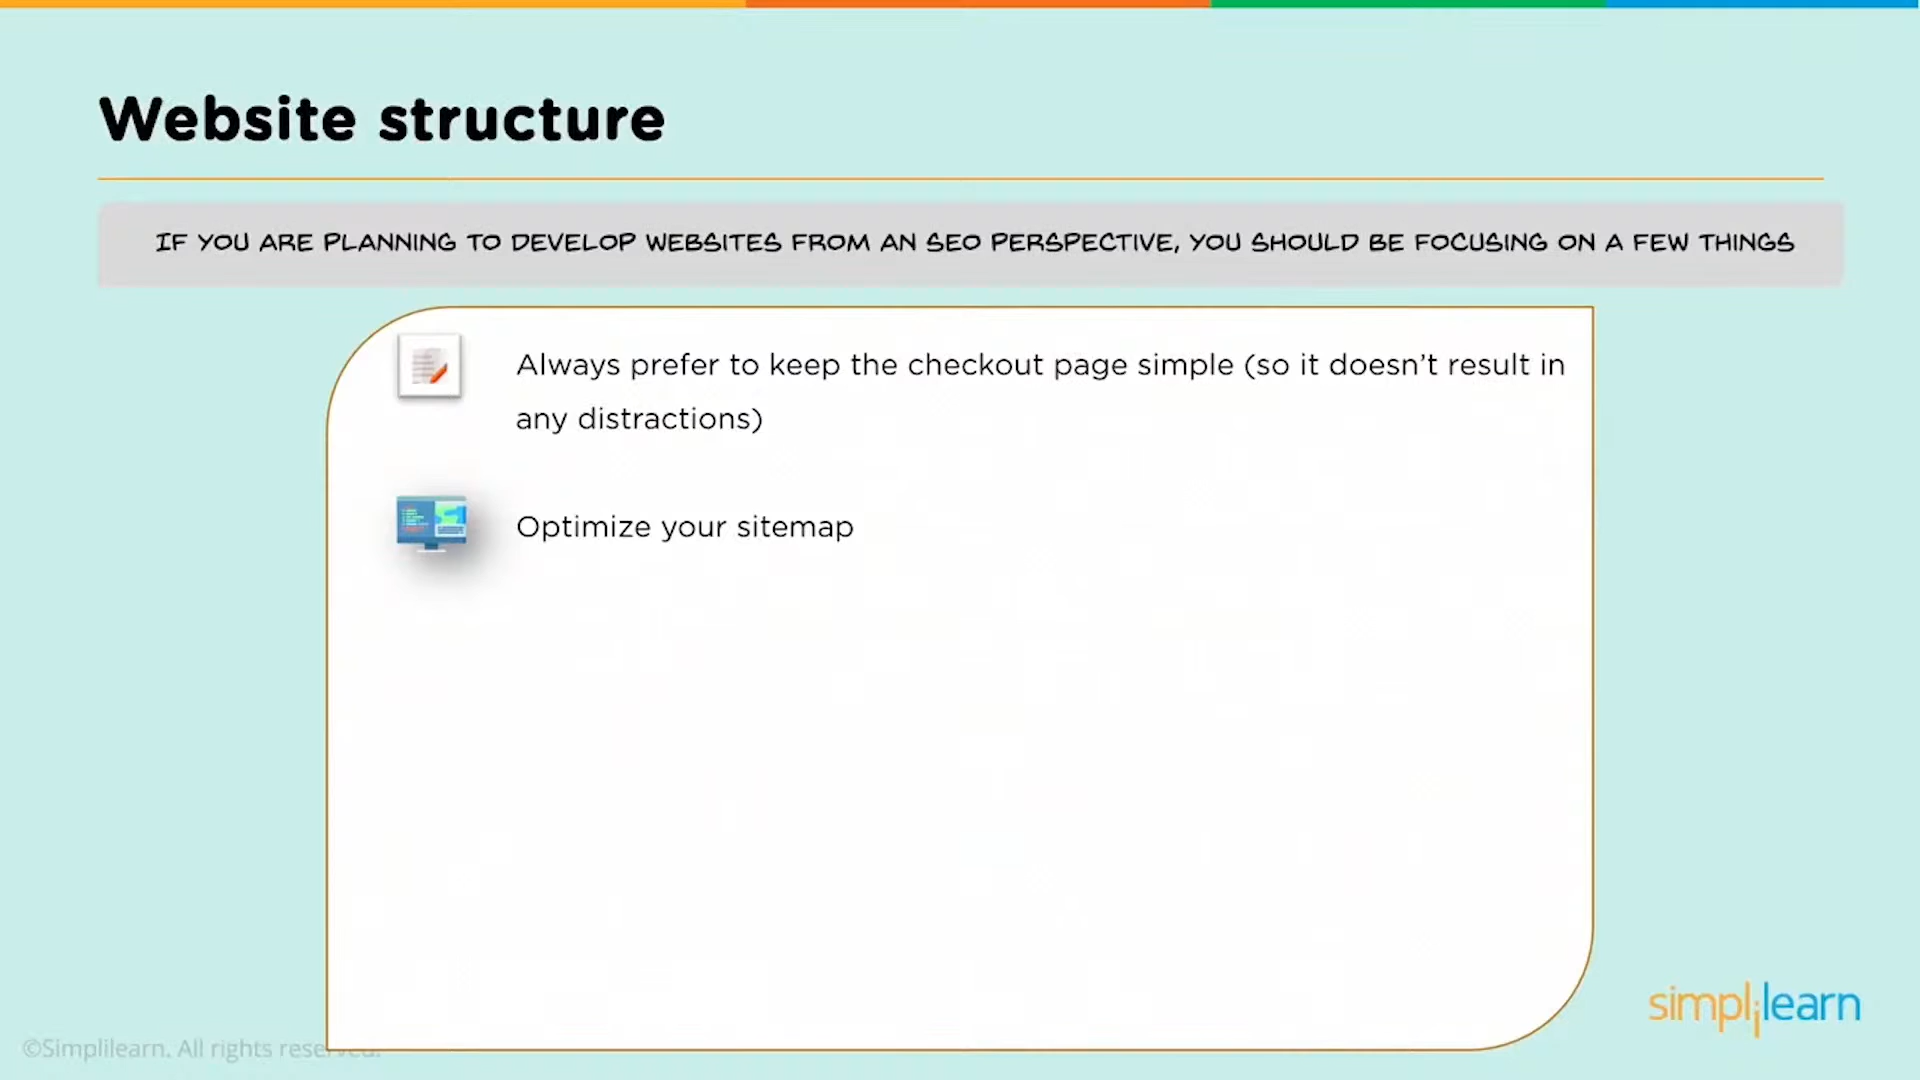 Website structure
IF YOU ARE PLANNING TO DEVELOP WEBSITES FROM AN SEO PERSPECTIVE, YOU SHOULD BE FOCUSING ON A FEW THINGS
Always prefer to keep the checkout page simple (so it doesn't result in
any distractions)
Optimize your sitemap
simplilearn
©Simplilearn. All rights reserved.